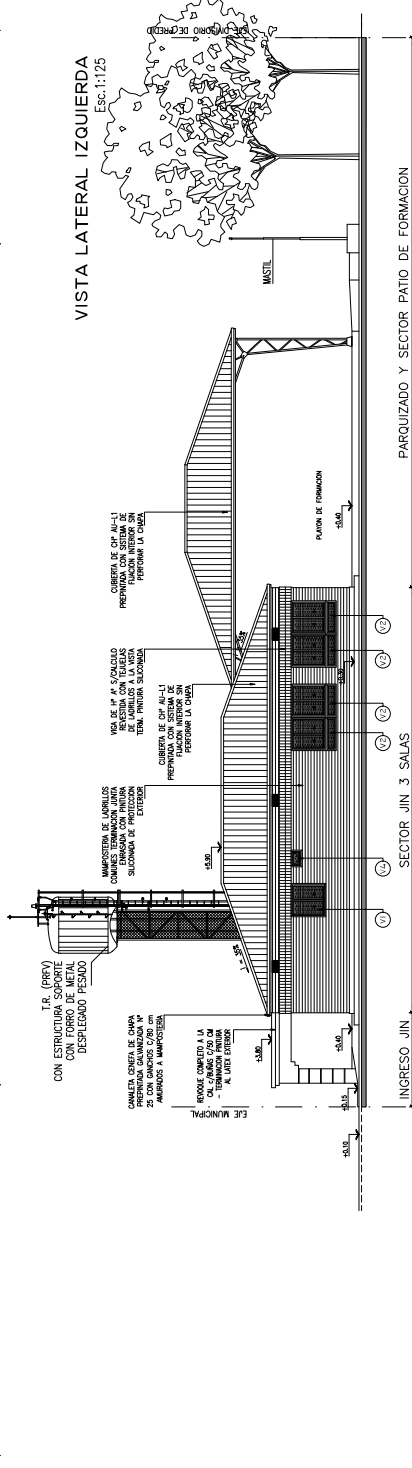 VISTA LATERAL IZQUIERDA
Esc.1:125
T.R. (PRFV)
CON ESTRUCTURA SOPORTE
CON FORRO DE METAL
DESPLEGADO PESADO
CANALETA CENEFA DE CHAPA
PREPINTADA GALVANIZADA Nº
25 CON GANCHOS C/80 cm
AMURADOS A MAMPOSTERIA
REVOQUE COMPLETO A LA
CAL c/BUÑAS C/50 CM
- TERMINACION PINTURA
AL LATEX EXTERIOR
MAMPOSTERIA DE LADRILLOS
COMUNES TERMINACION JUNTA
ENRASADA CON PINTURA
SILICONADA DE PROTECCIÓN
EXTERIOR
VIGA DE Hº Aº S/CALCULO
REVESTIDA CON TEJUELAS
DE LADRILLOS A LA VISTA
TERM. PINTURA SILICONADA
CUBIERTA DE CHª AU-L1
PREPINTADA CON SISTEMA DE
FIJACION INTERIOR SIN
PERFORAR LA CHAPA
CUBIERTA DE CHª AU-L1
PREPINTADA CON SISTEMA DE
FIJACION INTERIOR SIN
PERFORAR LA CHAPA
MASTIL
EJE DIVISORIO DE PREDIO
EJE MUNICIPAL
+5.90
+3.80
PLAYON DE FORMACION
+0.10
+0.15
+0.40
+0.40
V1
V4
V2
V2
V2
V2
INGRESO JIN
SECTOR JIN 3 SALAS
PARQUIZADO Y SECTOR PATIO DE FORMACION